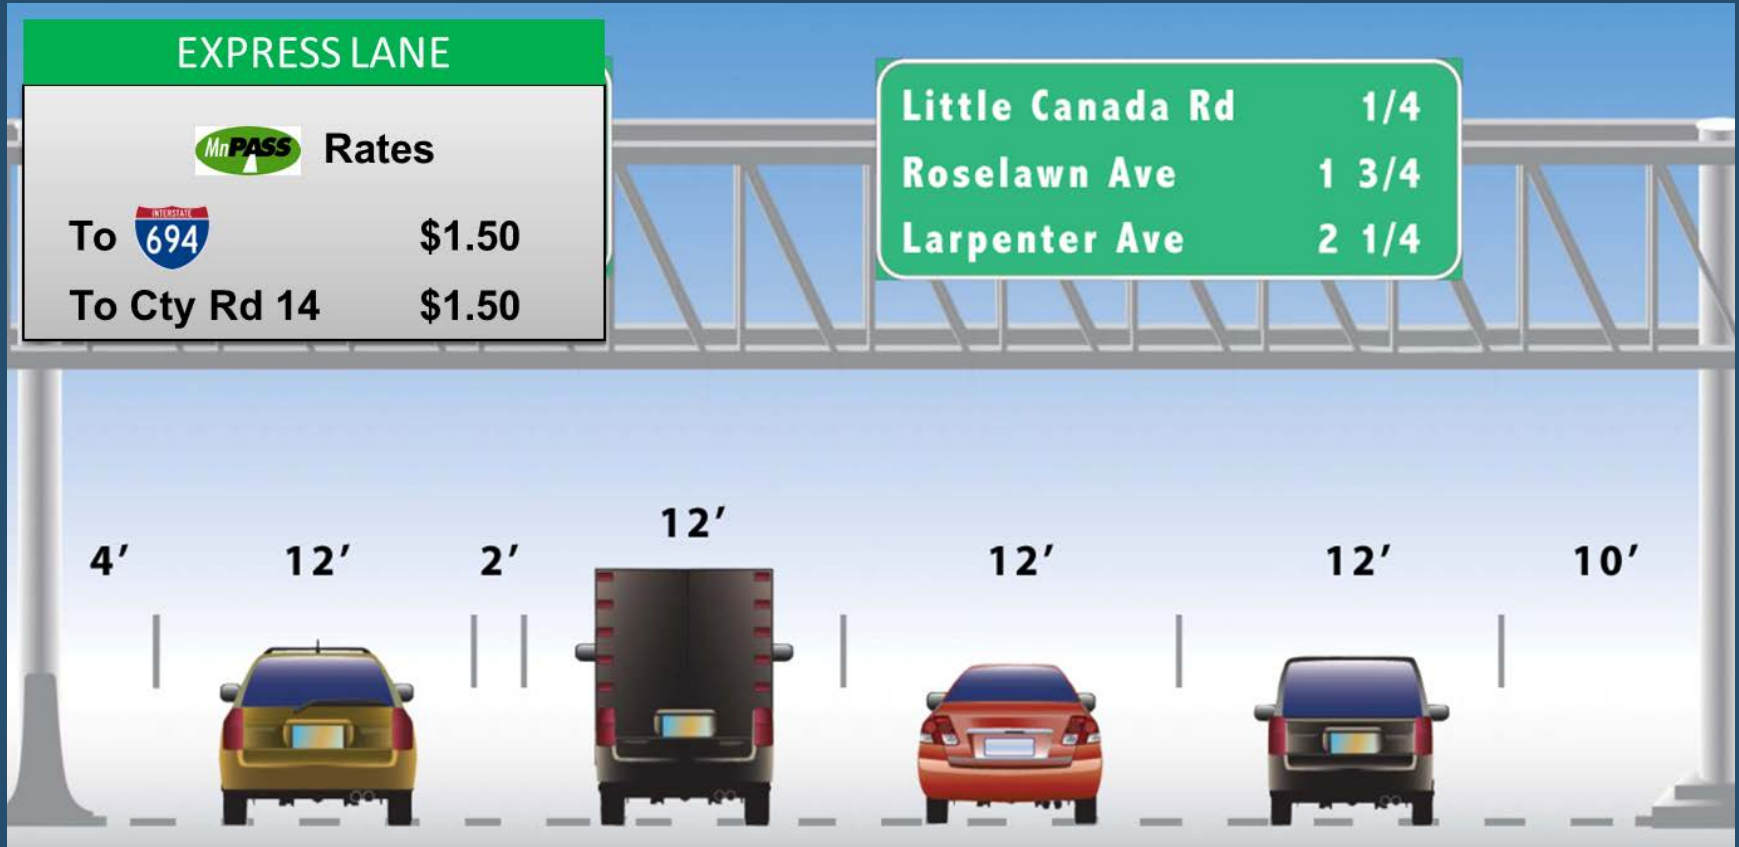 EXPRESS LANE
MnPASS Rates
To INTERSTATE 694 $1.50
To Cty Rd 14 $1.50
Little Canada Rd 1/4
Roselawn Ave 1 3/4
Larpenter Ave 2 1/4
4' 12' 2' 12' 12' 12' 10'